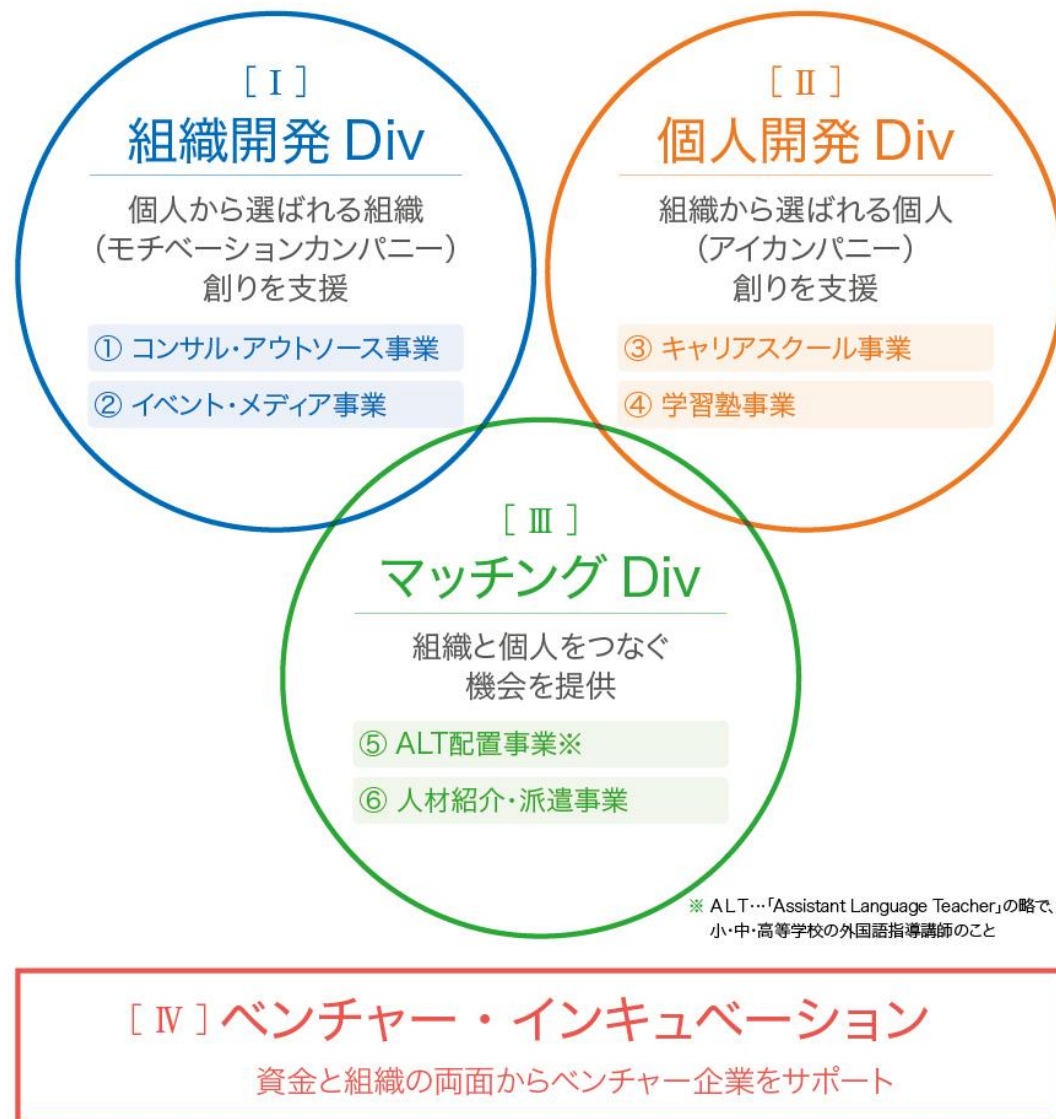 [ Ⅰ ]
組織開発 Div
個人から選ばれる組織
（モチベーションカンパニー）
創りを支援
① コンサル・アウトソース事業
② イベント・メディア事業
[ Ⅱ ]
個人開発 Div
組織から選ばれる個人
（アイカンパニー）
創りを支援
③ キャリアスクール事業
④ 学習塾事業
[ Ⅲ ]
マッチング Div
組織と個人をつなぐ
機会を提供
⑤ ALT配置事業※
⑥ 人材紹介・派遣事業
※ ALT…「Assistant Language Teacher」の略で、
小・中・高等学校の外国語指導講師のこと
[ Ⅳ ] ベンチャー・インキュベーション
資金と組織の両面からベンチャー企業をサポート